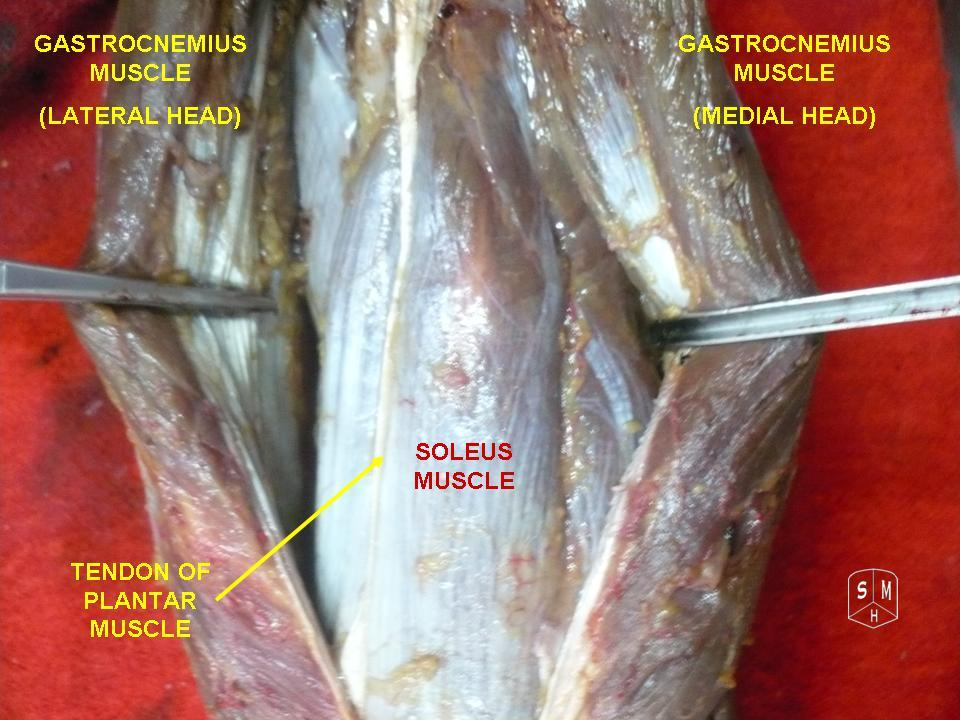 GASTROCNEMIUS
MUSCLE
(LATERAL HEAD)
GASTROCNEMIUS
MUSCLE
(MEDIAL HEAD)
SOLEUS
MUSCLE
TENDON OF
PLANTAR
MUSCLE
S M
H